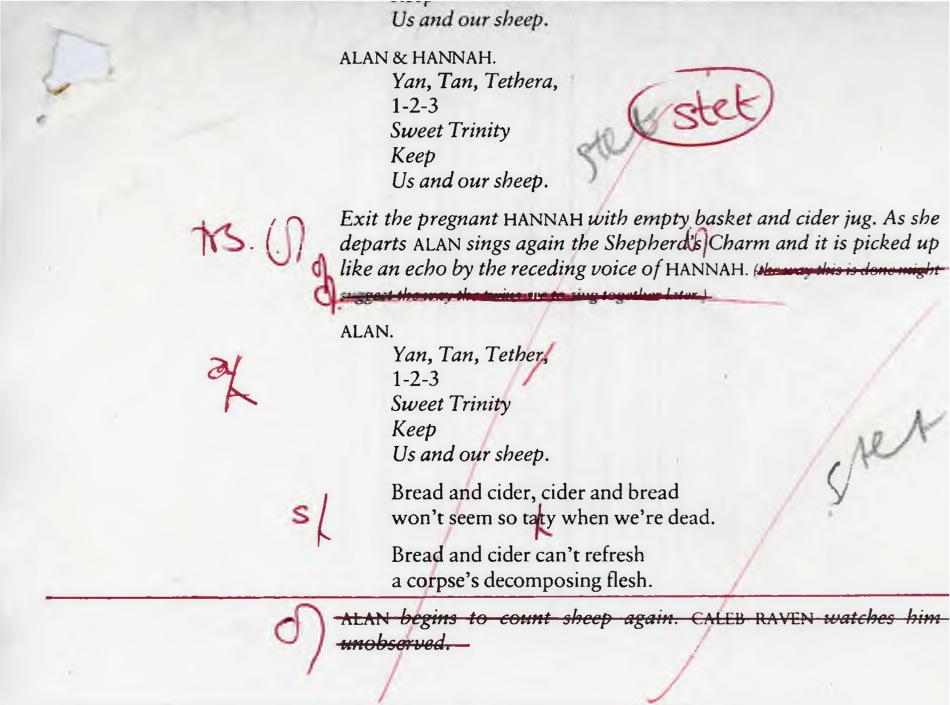 Keep
Us and our sheep.
ALAN & HANNAH.
Yan, Tan, Tethera,
1-2-3
Sweet Trinity
Keep
Us and our sheep.
stet stet
Exit the pregnant HANNAH with empty basket and cider jug. As she
trs. departs ALAN sings again the Shepherd's Charm and it is picked up
like an echo by the receding voice of HANNAH. (the way this is done might
suggest the way the twins are to sing together later.)
ALAN.
Yan, Tan, Tether,
a
1-2-3
Sweet Trinity
Keep
Us and our sheep.
stet
Bread and cider, cider and bread
s won't seem so taty when we're dead.
Bread and cider can't refresh
a corpse's decomposing flesh.
ALAN begins to count sheep again. CALEB RAVEN watches him
unobserved.